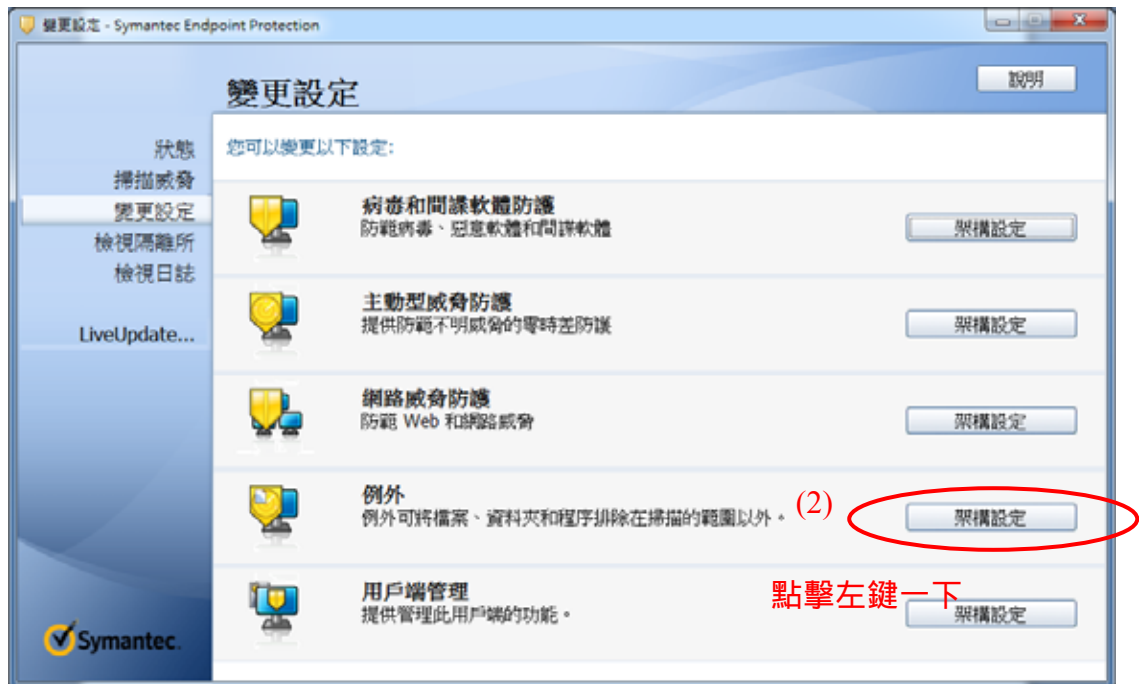 變更設定 - Symantec Endpoint Protection
變更設定
說明
狀態
掃描威脅
變更設定
檢視隔離所
檢視日誌
LiveUpdate...
您可以變更以下設定:
病毒和間諜軟體防護
防範病毒、惡意軟體和間諜軟體
架構設定
主動型威脅防護
提供防範不明威脅的零時差防護
架構設定
網路威脅防護
防範 Web 和網路威脅
架構設定
例外
例外可將檔案、資料夾和程序排除在掃描的範圍以外。
(2)
架構設定
用戶端管理
提供管理此用戶端的功能。
點擊左鍵一下
架構設定
Symantec.